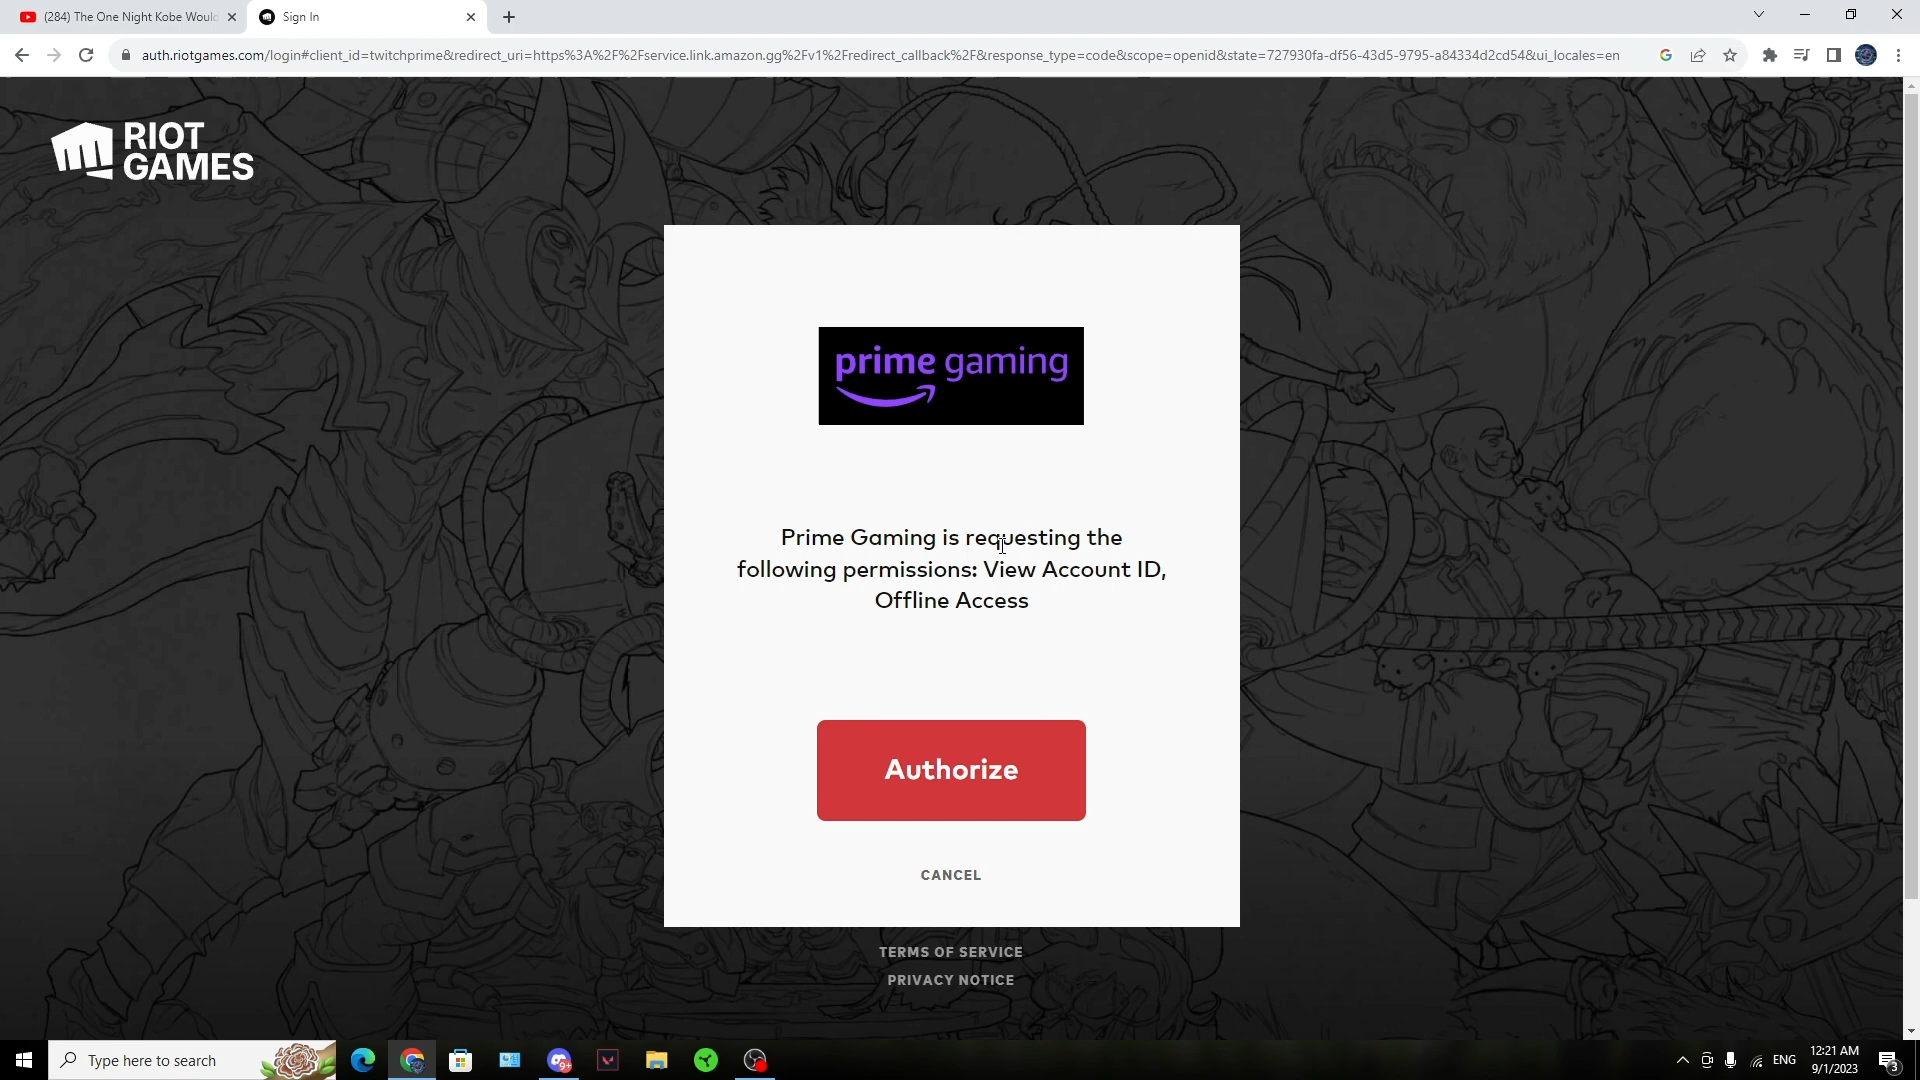 (284) The One Night Kobe Would
Sign In
auth.riotgames.com/login#client_id=twitchprime&redirect_uri=https%3A%2F%2Fservice.link.amazon.gg%2Fv1%2Fredirect_callback%2F&response_type=code&scope=openid&state=727930fa-df56-43d5-9795-a84334d2cd54&ui_locales=en
RIOT
GAMES
prime gaming
Prime Gaming is requesting the
following permissions: View Account ID,
Offline Access
Authorize
CANCEL
TERMS OF SERVICE
PRIVACY NOTICE
Type here to search
9+
ENG
12:21 AM
9/1/2023
3